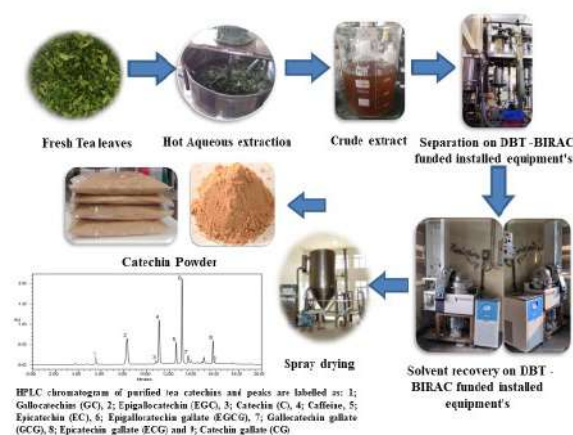 Fresh Tea leaves
Hot Aqueous extraction
Crude extract
Separation on DBT -BIRAC
funded installed equipment's
Catechin Powder
Spray drying
Solvent recovery on DBT -
BIRAC funded installed
equipment's
HPLC chromatogram of purified tea catechins and peaks are labelled as: 1;
Gallocatechins (GC), 2; Epigallocatechin (EGC), 3; Catechin (C), 4; Caffeine, 5;
Epicatechin (EC), 6; Epigallocatechin gallate (EGCG), 7; Gallocatechin gallate
(GCG), 8; Epicatechin gallate (ECG) and 9; Catechin gallate (CG)